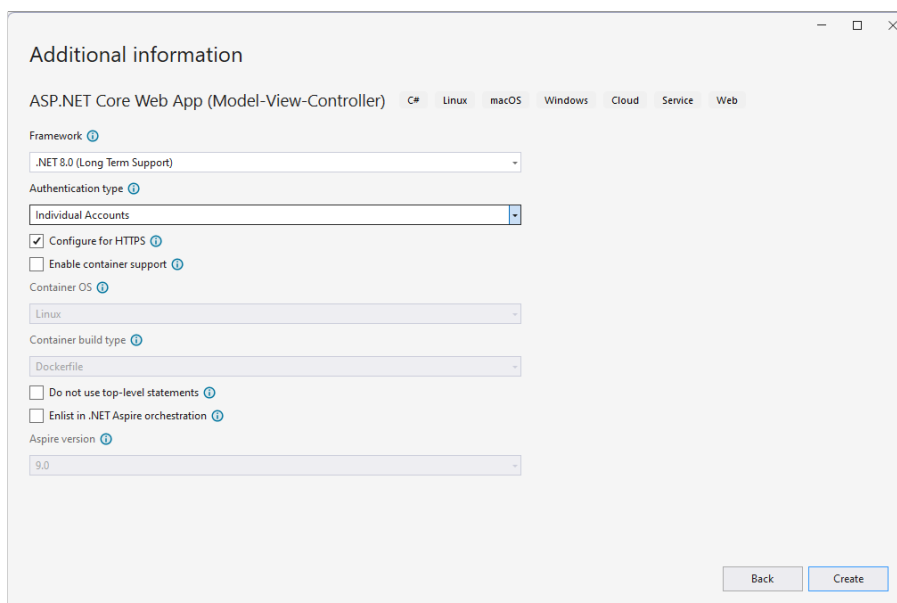 Additional information
ASP.NET Core Web App (Model-View-Controller) C# Linux macOS Windows Cloud Service Web
Framework
.NET 8.0 (Long Term Support)
Authentication type
Individual Accounts
Configure for HTTPS
Enable container support
Container OS
Linux
Container build type
Dockerfile
Do not use top-level statements
Enlist in .NET Aspire orchestration
Aspire version
9.0
Back Create